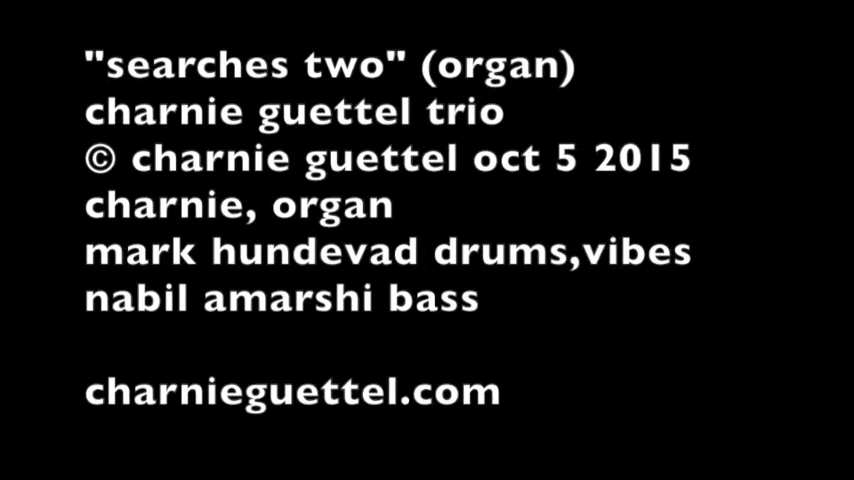 "searches two" (organ)
charnie guettel trio
© charnie guettel oct 5 2015
charnie, organ
mark hundevad drums,vibes
nabil amarshi bass
charnieguettel.com